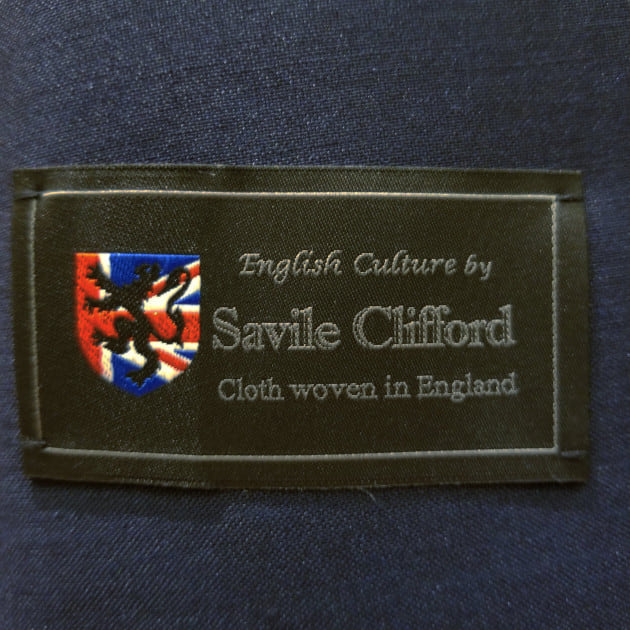 English Culture by
Savile Clifford
Cloth woven in England